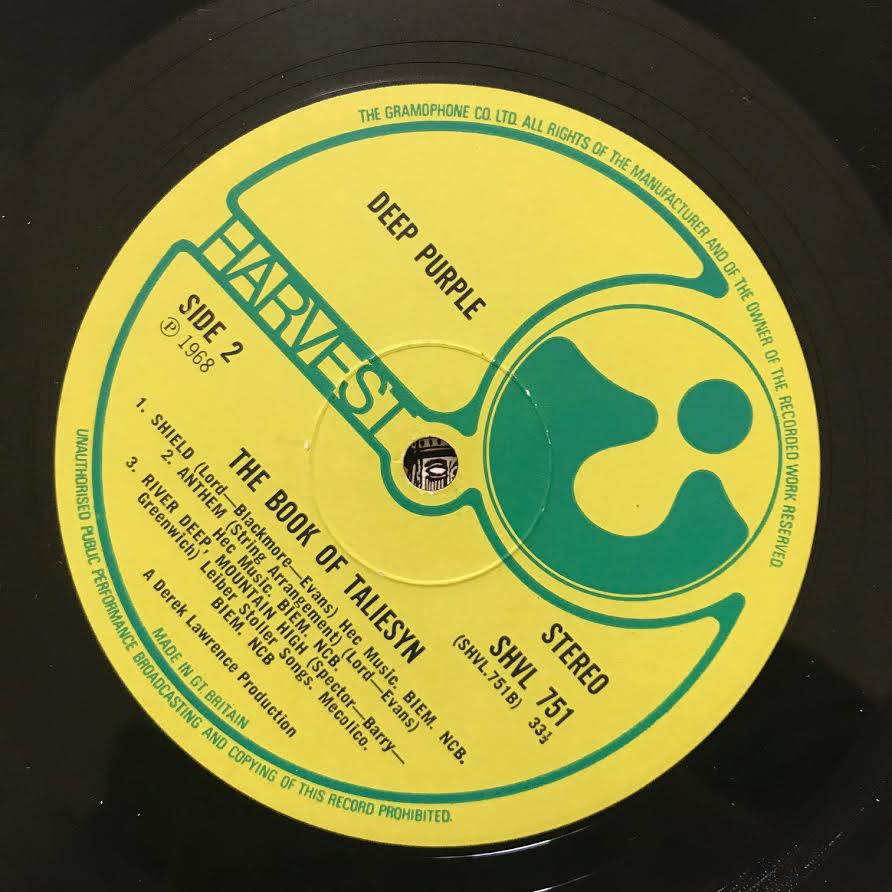 THE GRAMOPHONE CO. LTD. ALL RIGHTS OF THE MANUFACTURER AND OF THE OWNER OF THE RECORDED WORK RESERVED
DEEP PURPLE
HARVEST
SIDE 2
Ⓟ 1968
STEREO
SHVL 751
(SHVL.751B) 33⅓
THE BOOK OF TALIESYN
1. SHIELD (Lord—Blackmore—Evans) Hec Music. BIEM. NCB.
2. ANTHEM (String Arrangement) (Lord—Evans)
Hec Music. BIEM. NCB.
3. RIVER DEEP, MOUNTAIN HIGH (Spector—Barry—
Greenwich) Leiber Stoller Songs. Mecolico.
BIEM. NCB
A Derek Lawrence Production
MADE IN GT. BRITAIN
UNAUTHORISED PUBLIC PERFORMANCE BROADCASTING AND COPYING OF THIS RECORD PROHIBITED.